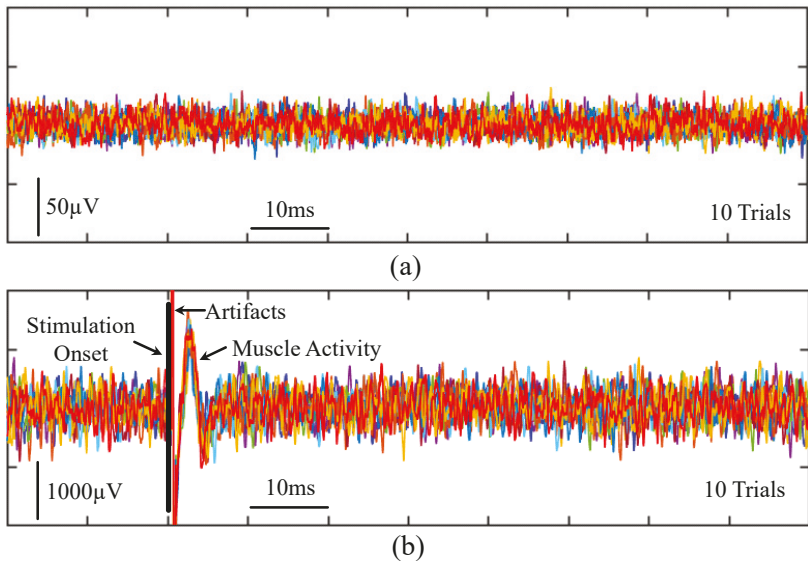 50μV
10ms
10 Trials
(a)
Stimulation
Onset
Artifacts
Muscle Activity
1000μV
10ms
10 Trials
(b)